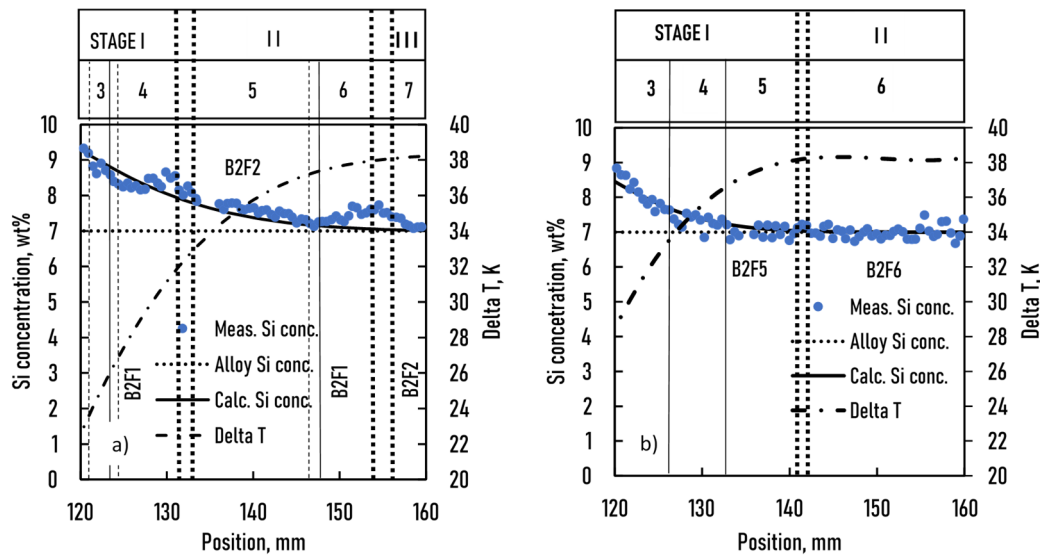 STAGE I II III
3 4 5 6 7
10
9
8
7
6
5
4
3
2
1
0
Si concentration, wt%
40
38
36
34
32
30
28
26
24
22
20
Delta T, K
B2F2
B2F1
B2F1
B2F2
Meas. Si conc.
Alloy Si conc.
Calc. Si conc.
Delta T
a)
120 130 140 150 160
Position, mm
STAGE I II
3 4 5 6
10
9
8
7
6
5
4
3
2
1
0
Si concetration, wt%
40
38
36
34
32
30
28
26
24
22
20
Delta T, K
B2F5
B2F6
Meas. Si conc.
Alloy Si conc.
Calc. Si conc.
Delta T
b)
120 130 140 150 160
Position, mm